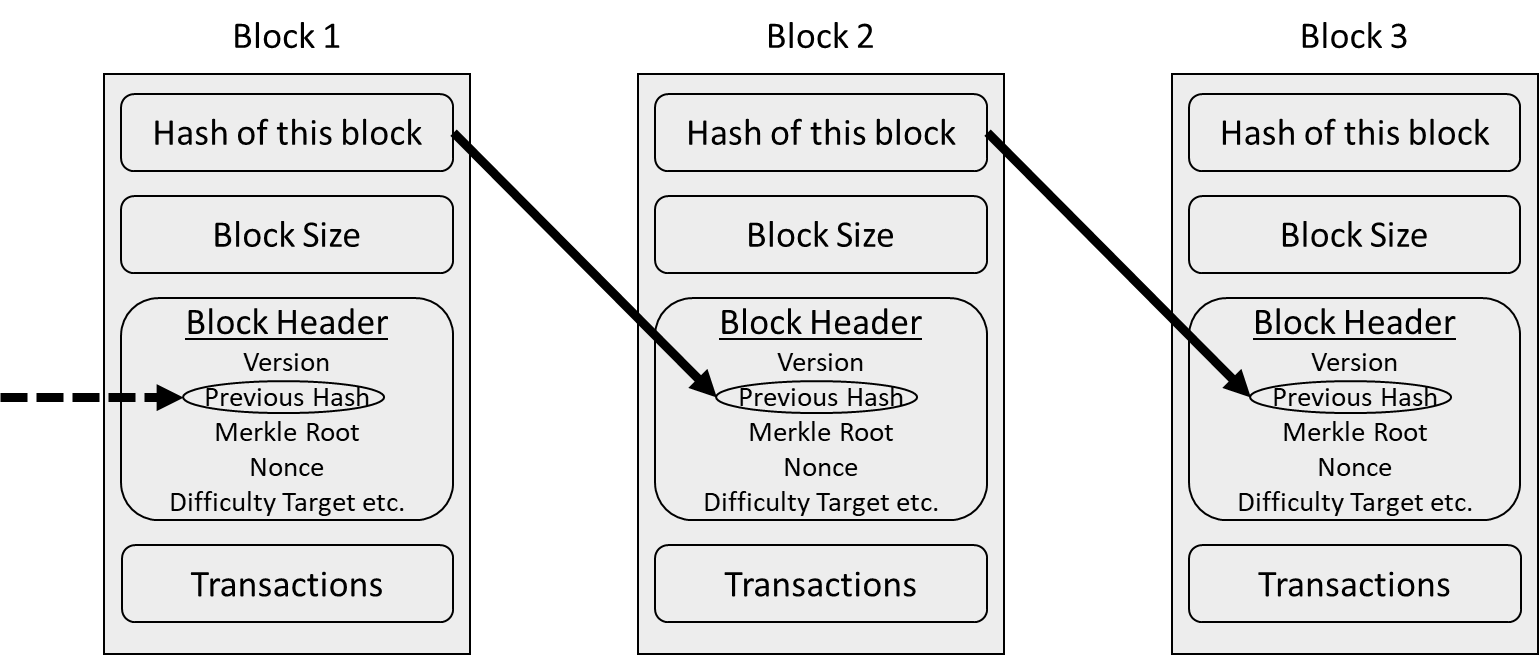 Block 1
Hash of this block
Block Size
Block Header
Version
Previous Hash
Merkle Root
Nonce
Difficulty Target etc.
Transactions
Block 2
Hash of this block
Block Size
Block Header
Version
Previous Hash
Merkle Root
Nonce
Difficulty Target etc.
Transactions
Block 3
Hash of this block
Block Size
Block Header
Version
Previous Hash
Merkle Root
Nonce
Difficulty Target etc.
Transactions